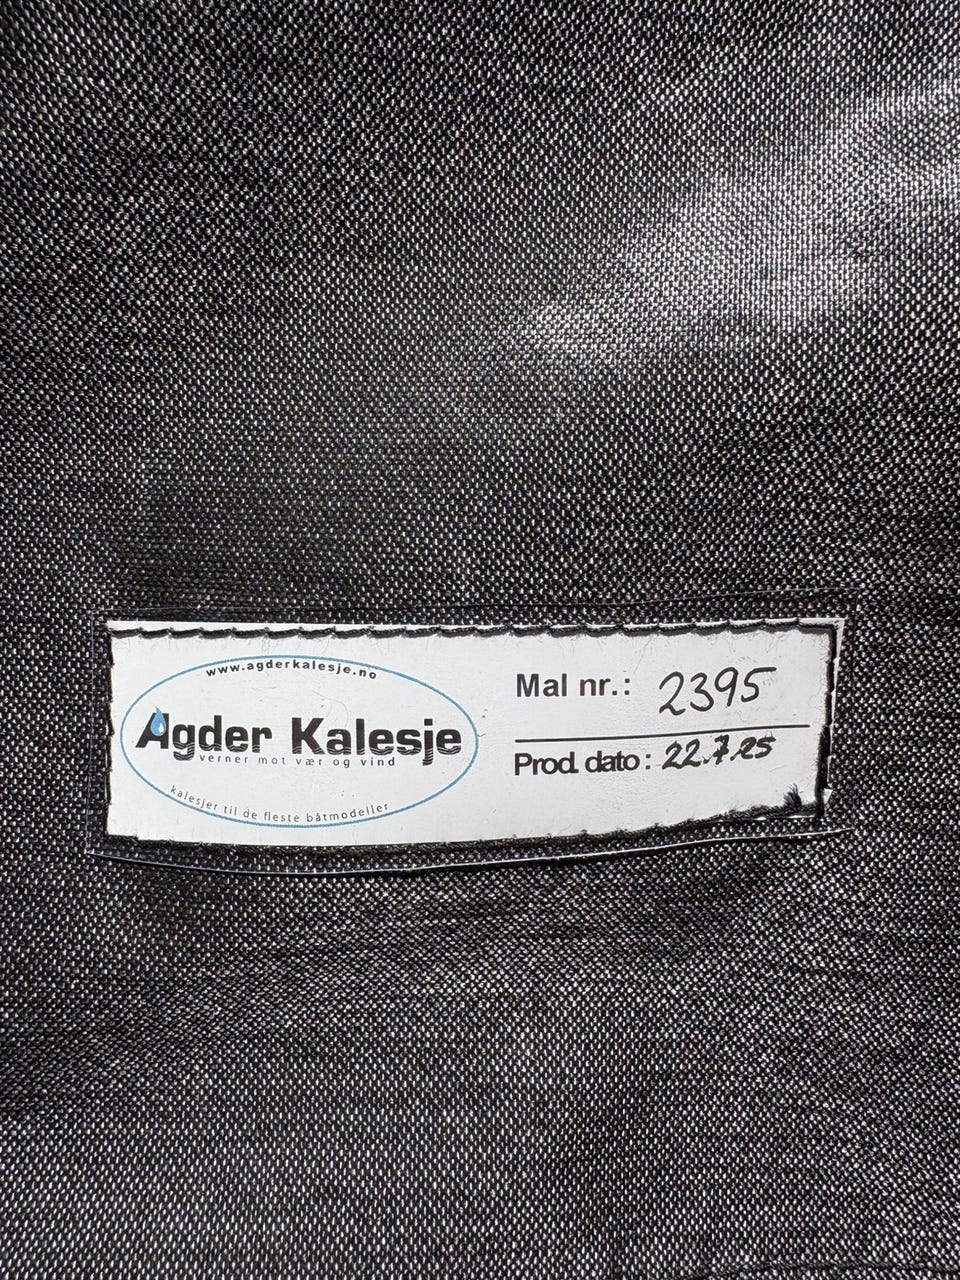 www.agderkalesje.no
Agder Kalesje
verner mot vær og vind
kalesjer til de fleste båtmodeller
Mal nr.: 2395
Prod. dato: 22.7.25